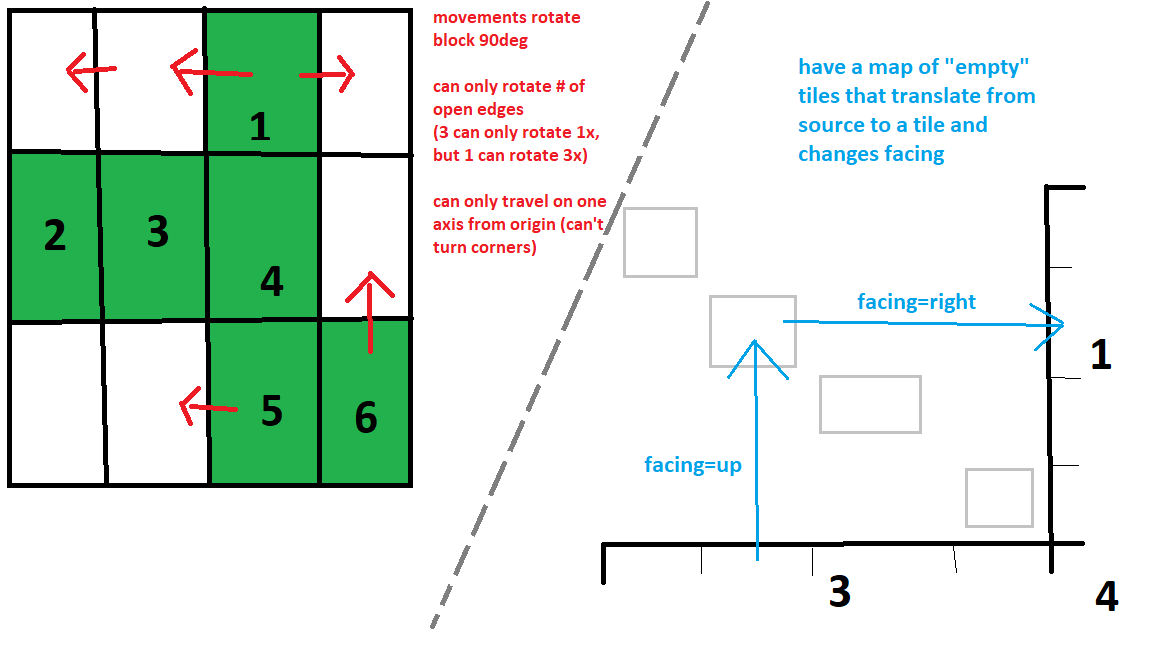 movements rotate
block 90deg
can only rotate # of
open edges
(3 can only rotate 1x,
but 1 can rotate 3x)
can only travel on one
axis from origin (can't
turn corners)
1
2
3
4
5
6
have a map of "empty"
tiles that translate from
source to a tile and
changes facing
facing=right
1
facing=up
3
4